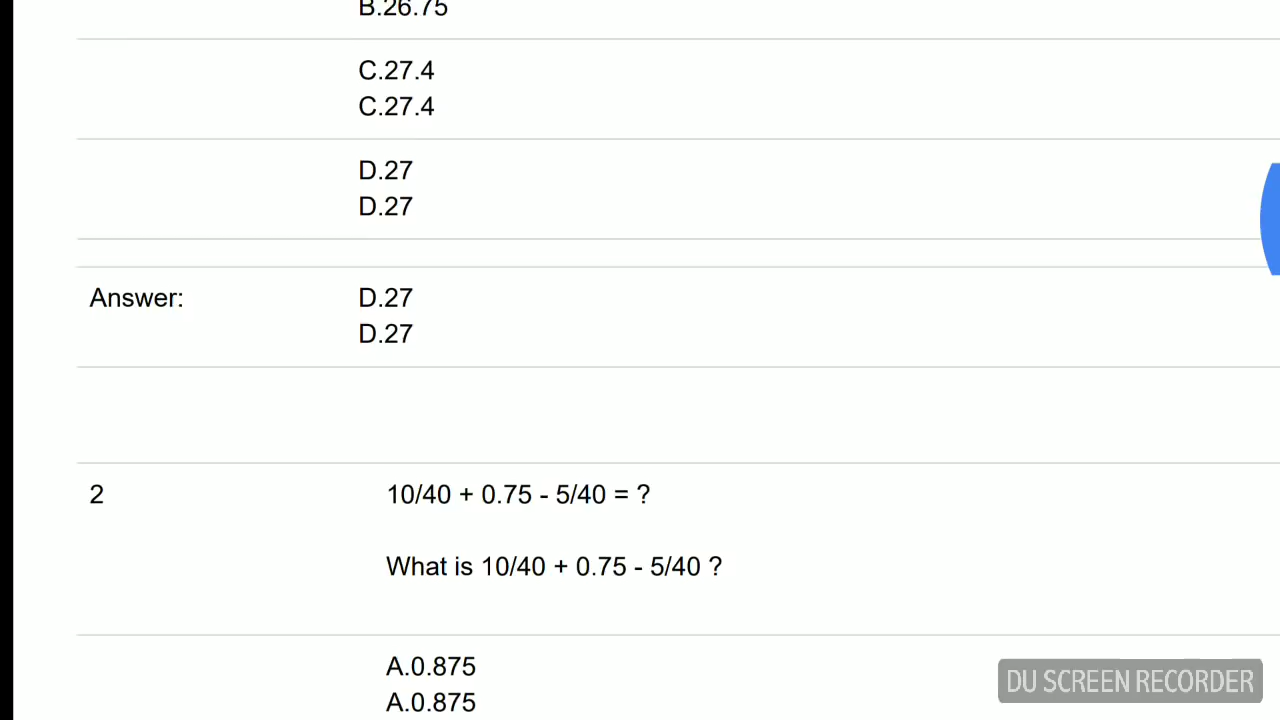 B.26.75
C.27.4
C.27.4
D.27
D.27
Answer: D.27
D.27
2 10/40 + 0.75 - 5/40 = ?
What is 10/40 + 0.75 - 5/40 ?
A.0.875
A.0.875
DU SCREEN RECORDER